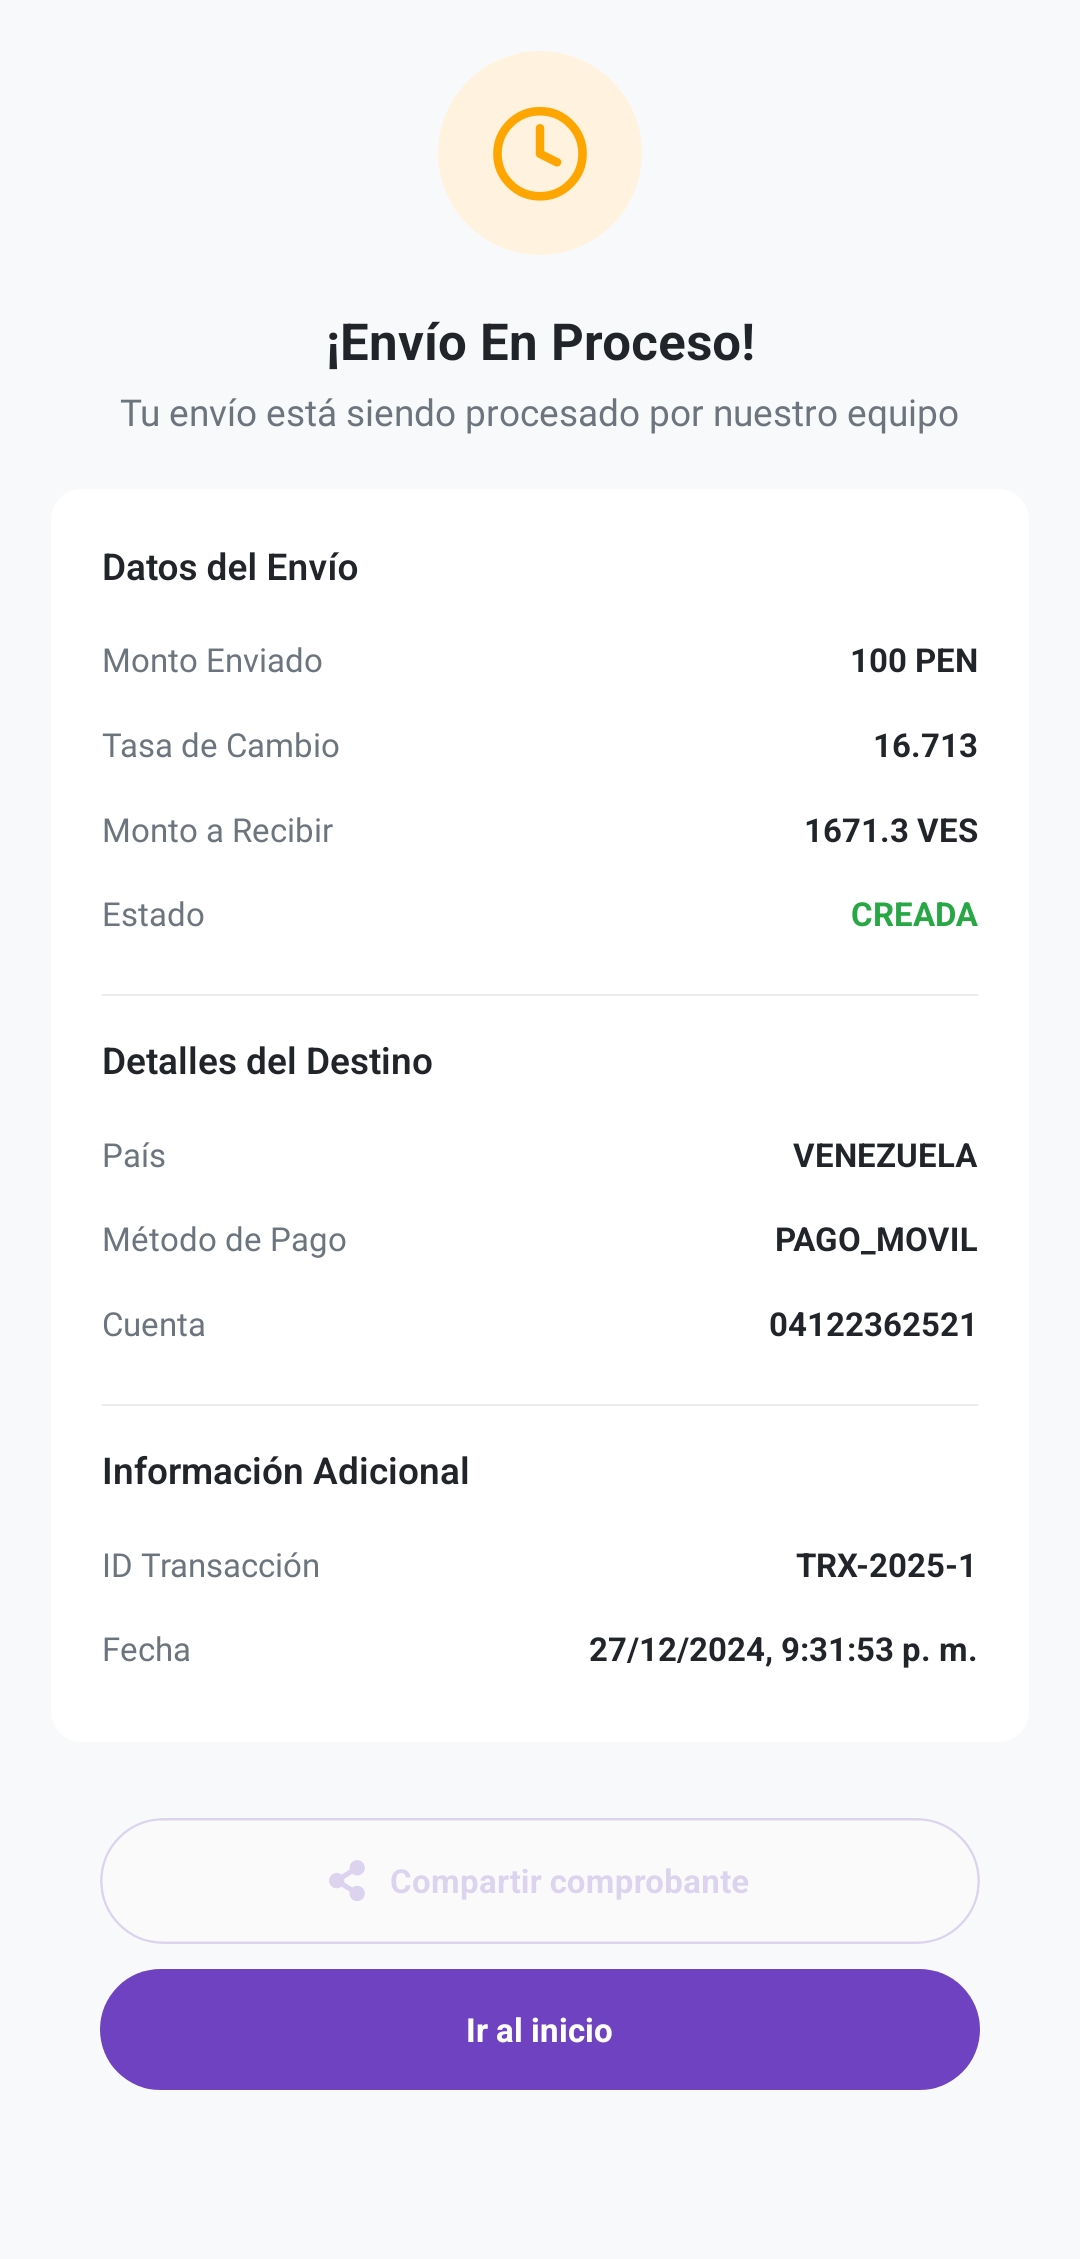 ¡Envío En Proceso!
Tu envío está siendo procesado por nuestro equipo
Datos del Envío
Monto Enviado 100 PEN
Tasa de Cambio 16.713
Monto a Recibir 1671.3 VES
Estado CREADA
Detalles del Destino
País VENEZUELA
Método de Pago PAGO_MOVIL
Cuenta 04122362521
Información Adicional
ID Transacción TRX-2025-1
Fecha 27/12/2024, 9:31:53 p. m.
Compartir comprobante
Ir al inicio